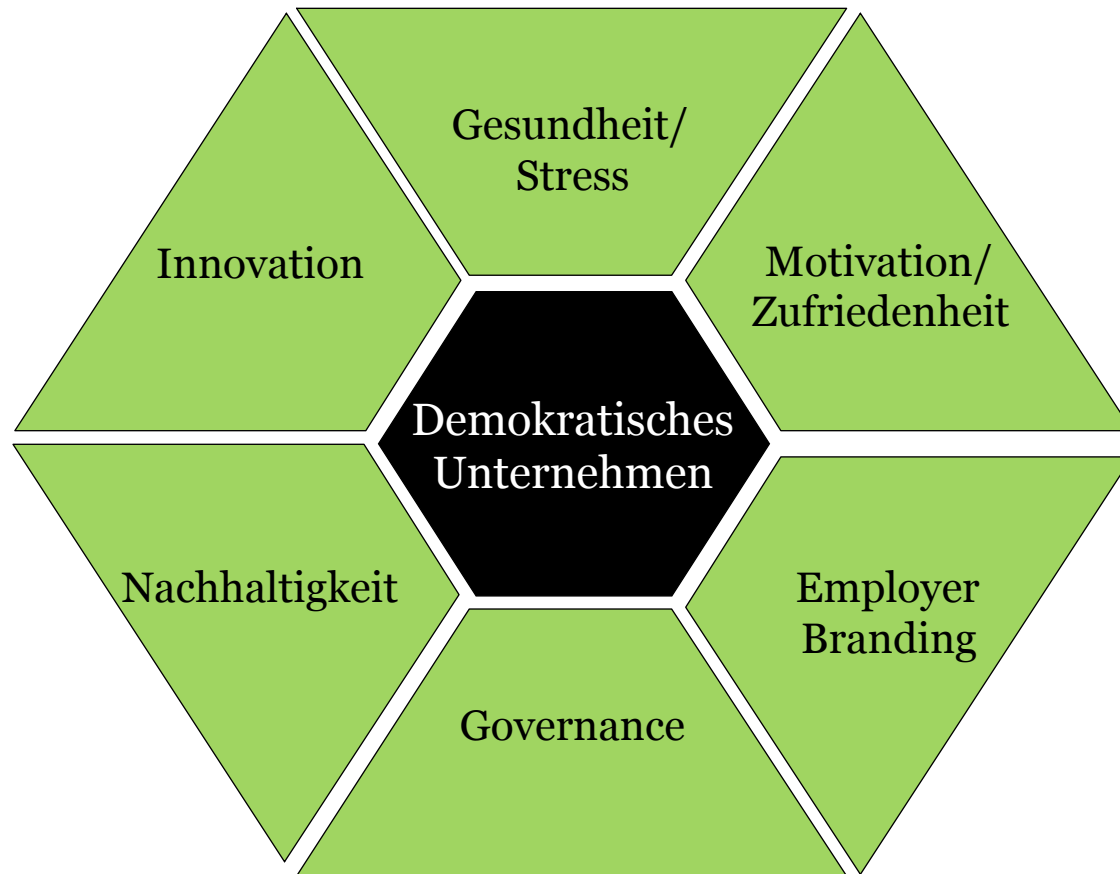 Gesundheit/
Stress
Innovation
Motivation/
Zufriedenheit
Demokratisches
Unternehmen
Nachhaltigkeit
Employer
Branding
Governance